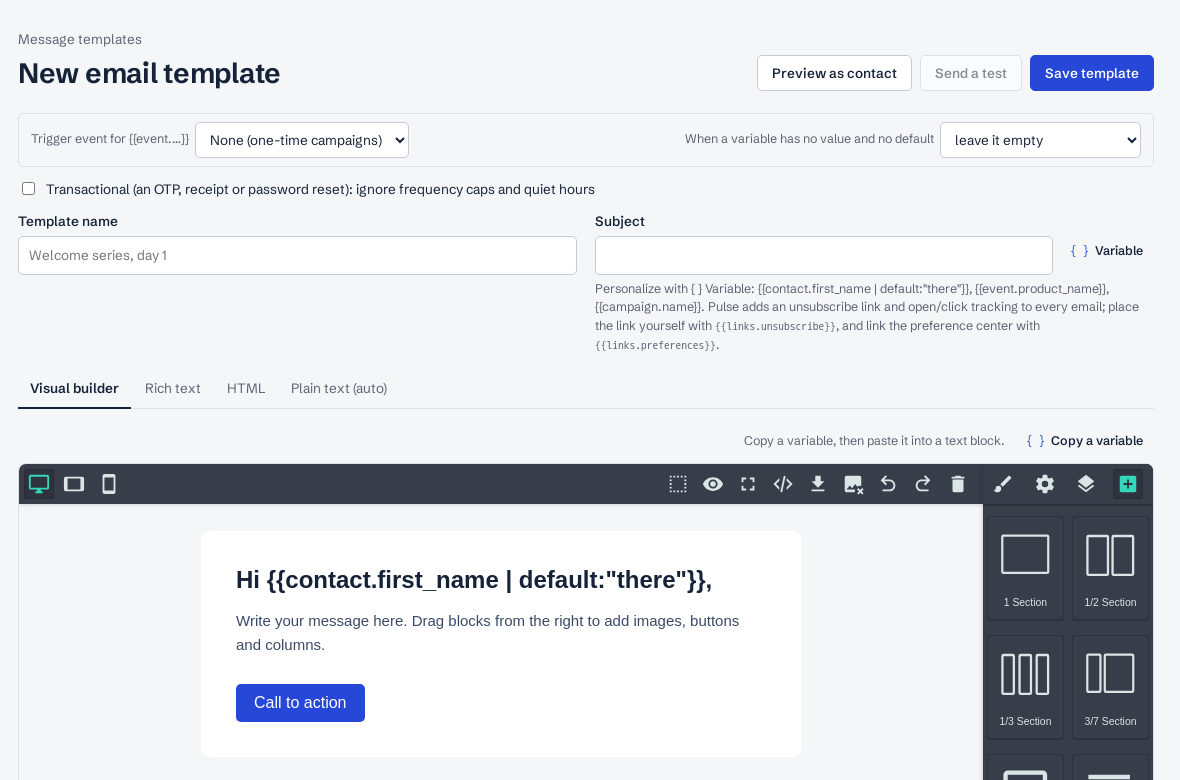 Message templates
New email template
Preview as contact
Send a test
Save template
Trigger event for {{event.…}}
None (one-time campaigns)
When a variable has no value and no default
leave it empty
Transactional (an OTP, receipt or password reset): ignore frequency caps and quiet hours
Template name
Subject
Welcome series, day 1
{ } Variable
Personalize with { } Variable: {{contact.first_name | default:"there"}}, {{event.product_name}},
{{campaign.name}}. Pulse adds an unsubscribe link and open/click tracking to every email; place
the link yourself with {{links.unsubscribe}}, and link the preference center with
{{links.preferences}}.
Visual builder
Rich text
HTML
Plain text (auto)
Copy a variable, then paste it into a text block.
{ } Copy a variable
Hi {{contact.first_name | default:"there"}},
Write your message here. Drag blocks from the right to add images, buttons
and columns.
Call to action
1 Section
1/2 Section
1/3 Section
3/7 Section